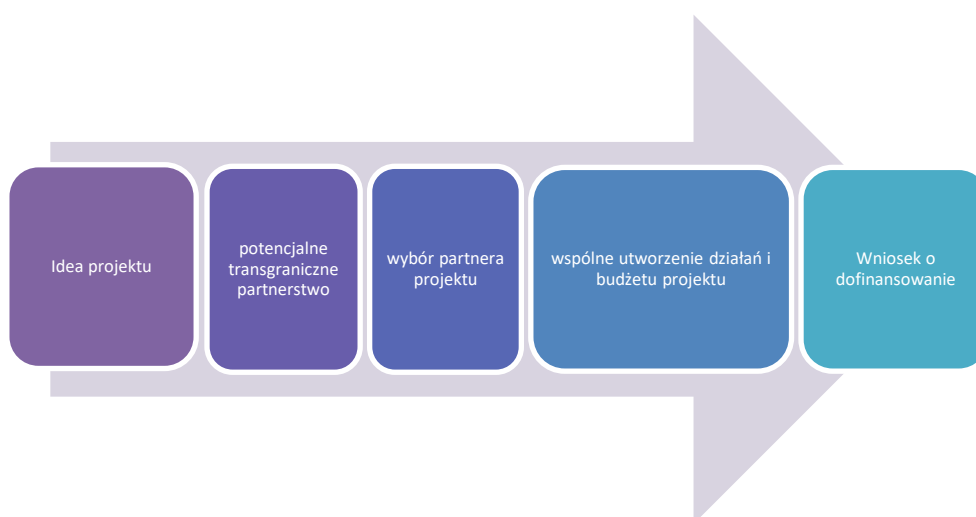 Idea projektu
potencjalne
transgraniczne
partnerstwo
wybór partnera
projektu
wspólne utworzenie działań i
budżetu projektu
Wniosek o
dofinansowanie